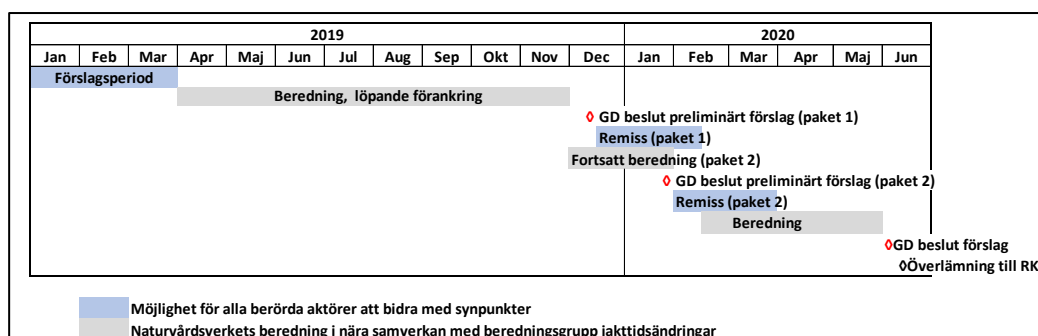 2019 2020
Jan Feb Mar Apr Maj Jun Jul Aug Sep Okt Nov Dec Jan Feb Mar Apr Maj Jun
Förslagsperiod
Beredning, löpande förankring
GD beslut preliminärt förslag (paket 1)
Remiss (paket 1)
Fortsatt beredning (paket 2)
GD beslut preliminärt förslag (paket 2)
Remiss (paket 2)
Beredning
GD beslut förslag
Överlämning till RK
Möjlighet för alla berörda aktörer att bidra med synpunkter
Naturvårdsverkets beredning i nära samverkan med beredningsgrupp jakttidsändringar